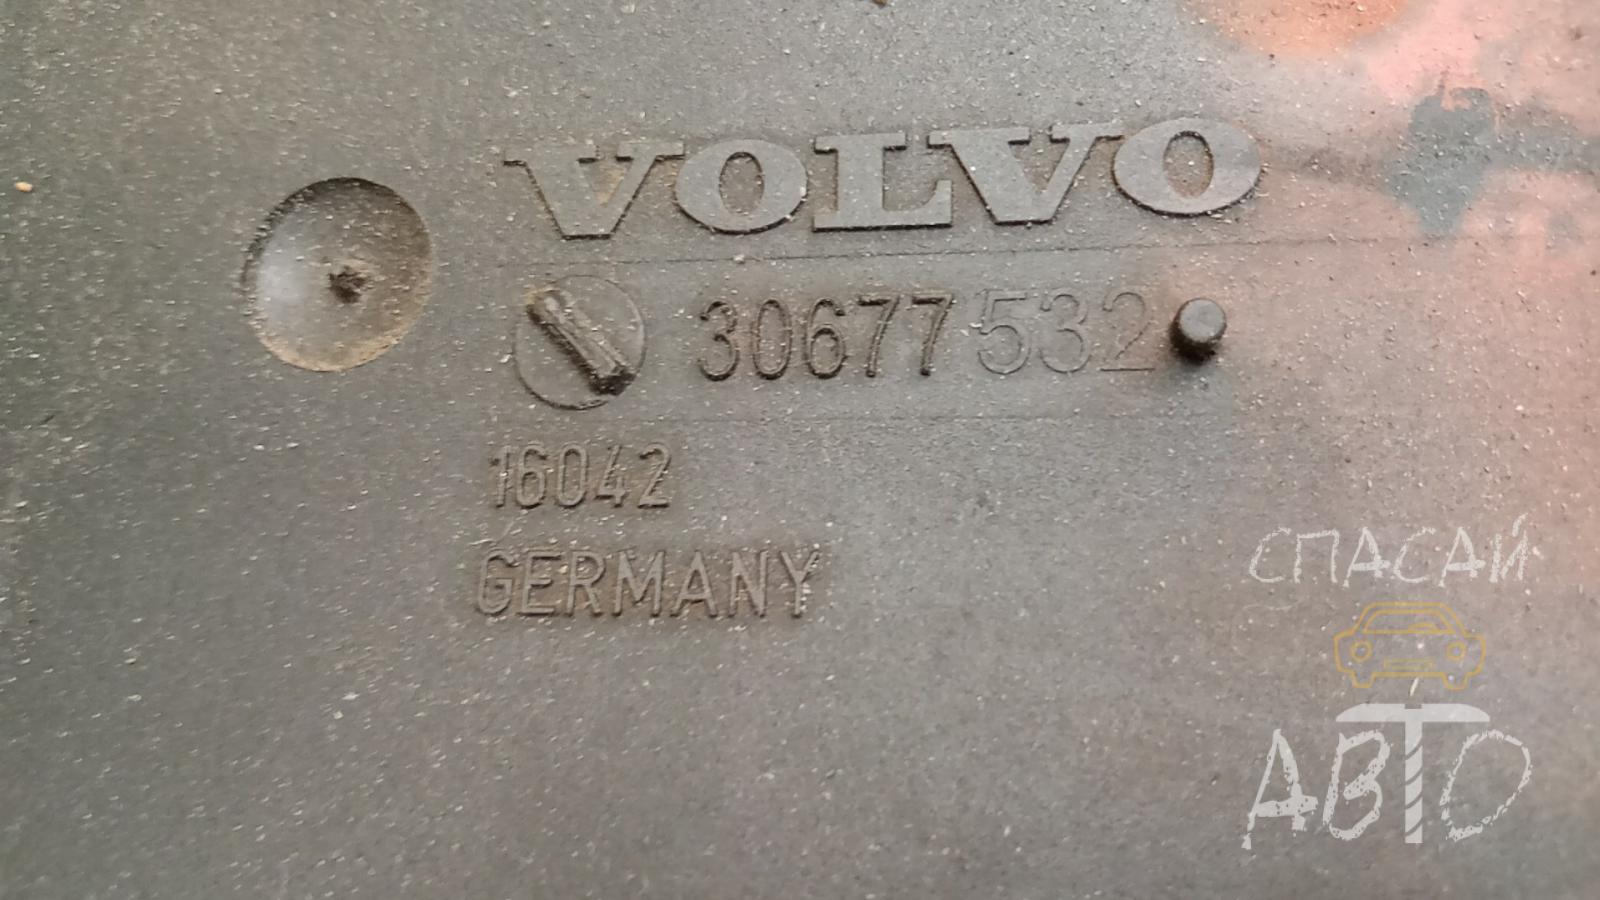 VOLVO
30677532
16042
GERMANY
СПАСАЙ
АВТО